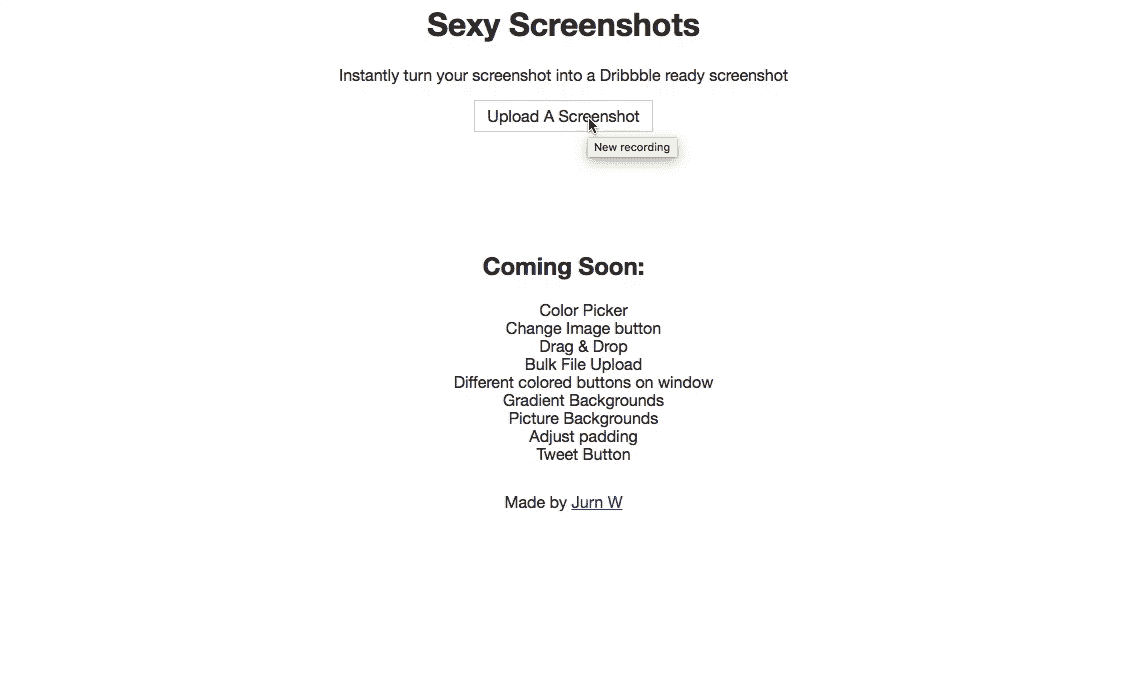 Sexy Screenshots
Instantly turn your screenshot into a Dribbble ready screenshot
Upload A Screenshot
New recording
Coming Soon:
Color Picker
Change Image button
Drag & Drop
Bulk File Upload
Different colored buttons on window
Gradient Backgrounds
Picture Backgrounds
Adjust padding
Tweet Button
Made by Jurn W